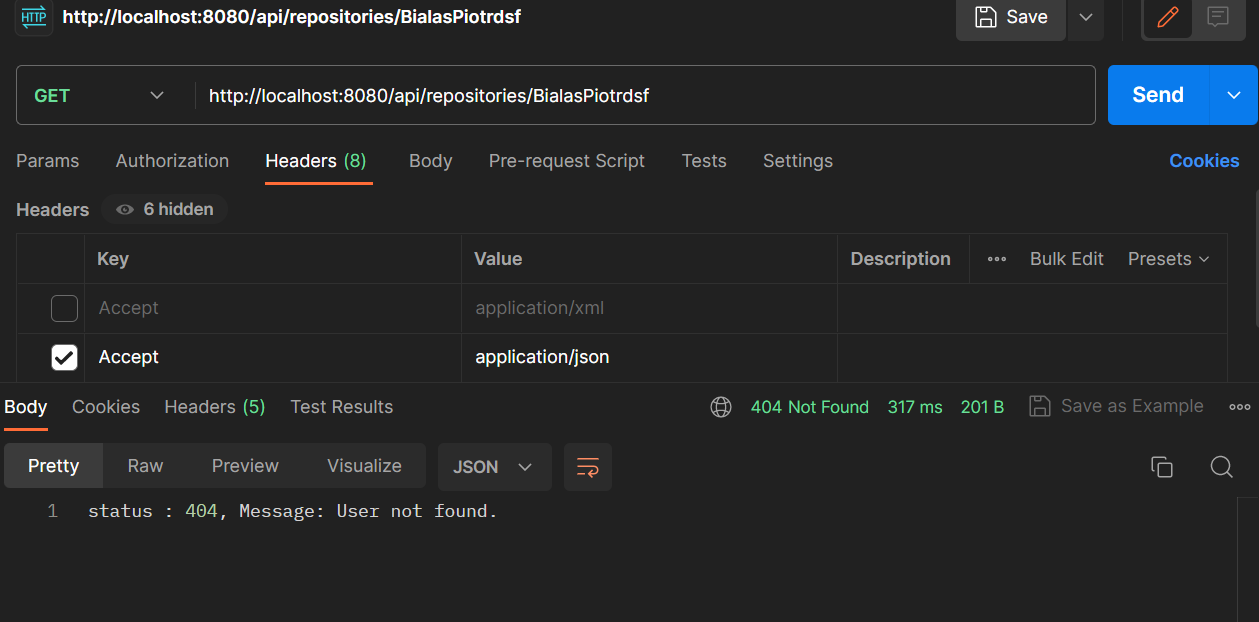 HTTP http://localhost:8080/api/repositories/BialasPiotrdsf Save
GET http://localhost:8080/api/repositories/BialasPiotrdsf Send
Params Authorization Headers (8) Body Pre-request Script Tests Settings Cookies
Headers 6 hidden
Key Value Description Bulk Edit Presets
Accept application/xml
Accept application/json
Body Cookies Headers (5) Test Results 404 Not Found 317 ms 201 B Save as Example
Pretty Raw Preview Visualize JSON
1 status : 404, Message: User not found.